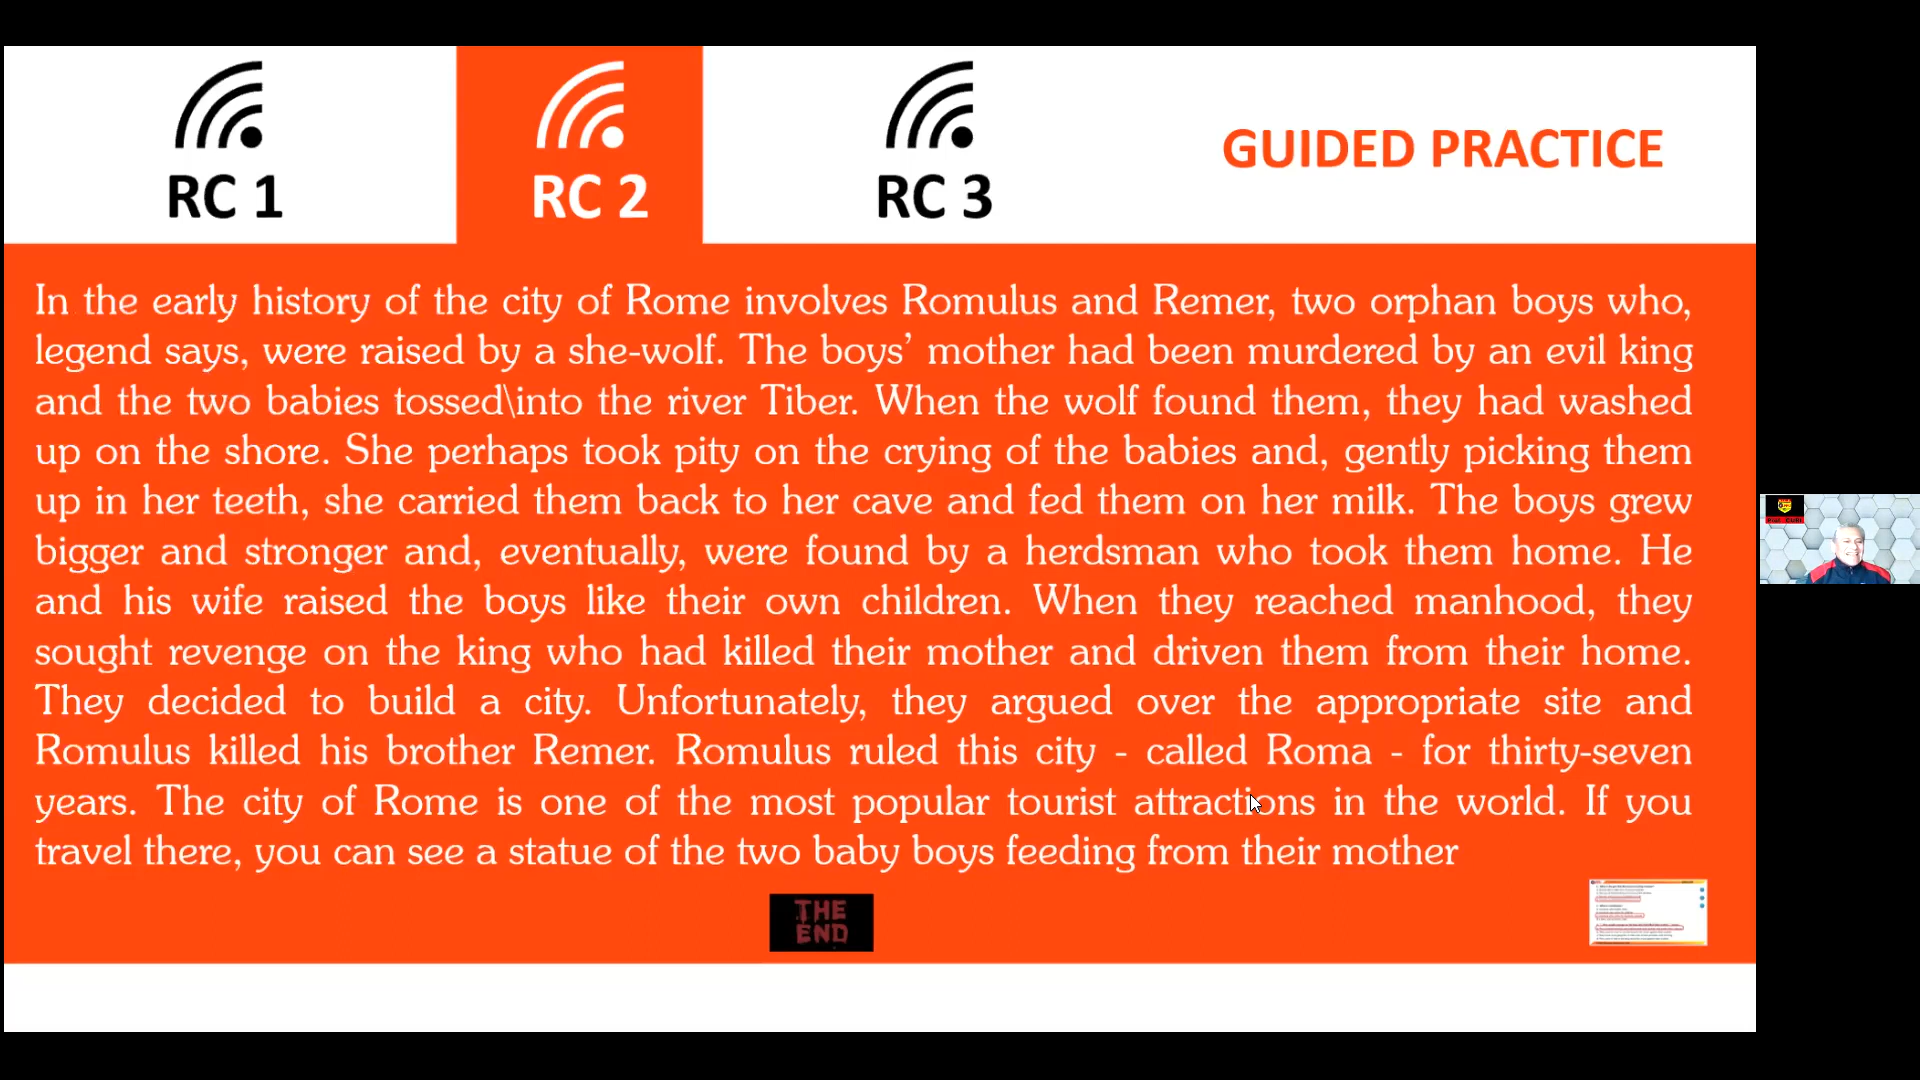 RC 1
RC 2
RC 3
GUIDED PRACTICE
In the early history of the city of Rome involves Romulus and Remer, two orphan boys who,
legend says, were raised by a she-wolf. The boys’ mother had been murdered by an evil king
and the two babies tossed\into the river Tiber. When the wolf found them, they had washed
up on the shore. She perhaps took pity on the crying of the babies and, gently picking them
up in her teeth, she carried them back to her cave and fed them on her milk. The boys grew
bigger and stronger and, eventually, were found by a herdsman who took them home. He
and his wife raised the boys like their own children. When they reached manhood, they
sought revenge on the king who had killed their mother and driven them from their home.
They decided to build a city. Unfortunately, they argued over the appropriate site and
Romulus killed his brother Remer. Romulus ruled this city - called Roma - for thirty-seven
years. The city of Rome is one of the most popular tourist attractions in the world. If you
travel there, you can see a statue of the two baby boys feeding from their mother
THE
END